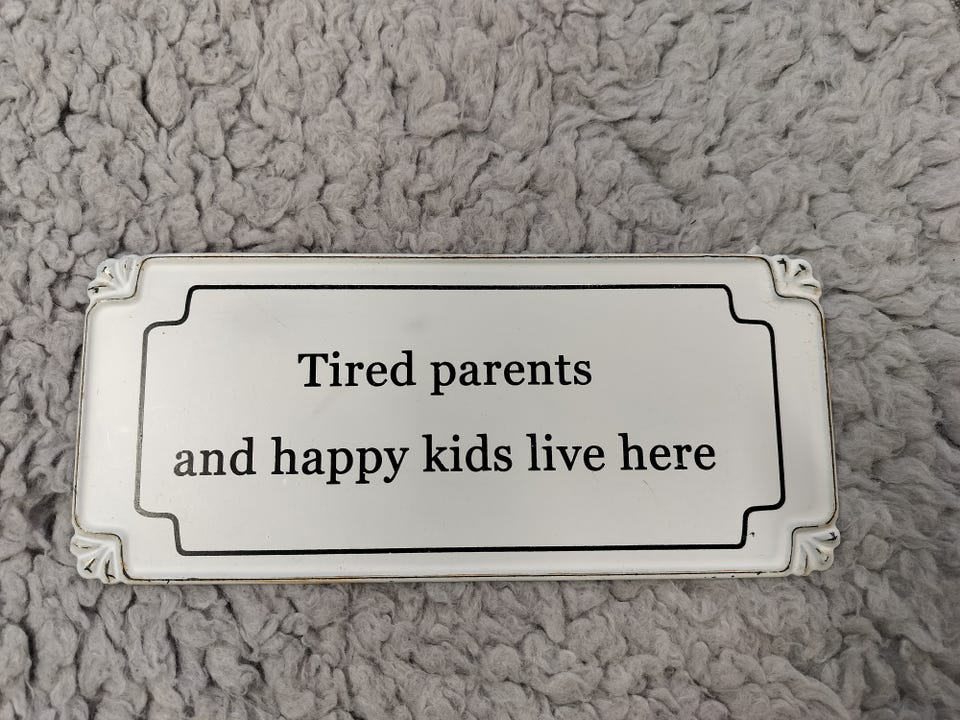 Tired parents
and happy kids live here